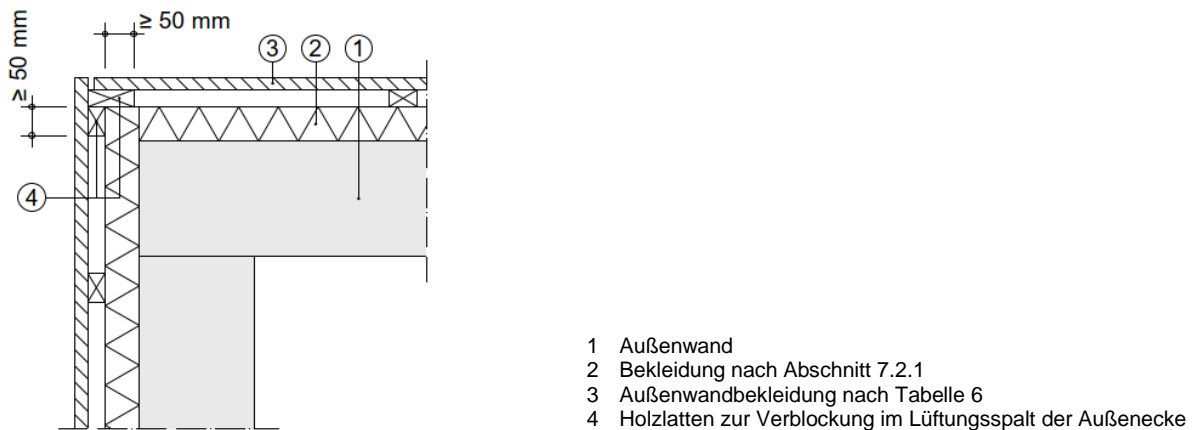 ≥ 50 mm
≥ 50 mm
3 2 1
4
1 Außenwand
2 Bekleidung nach Abschnitt 7.2.1
3 Außenwandbekleidung nach Tabelle 6
4 Holzlatten zur Verblockung im Lüftungsspalt der Außenecke